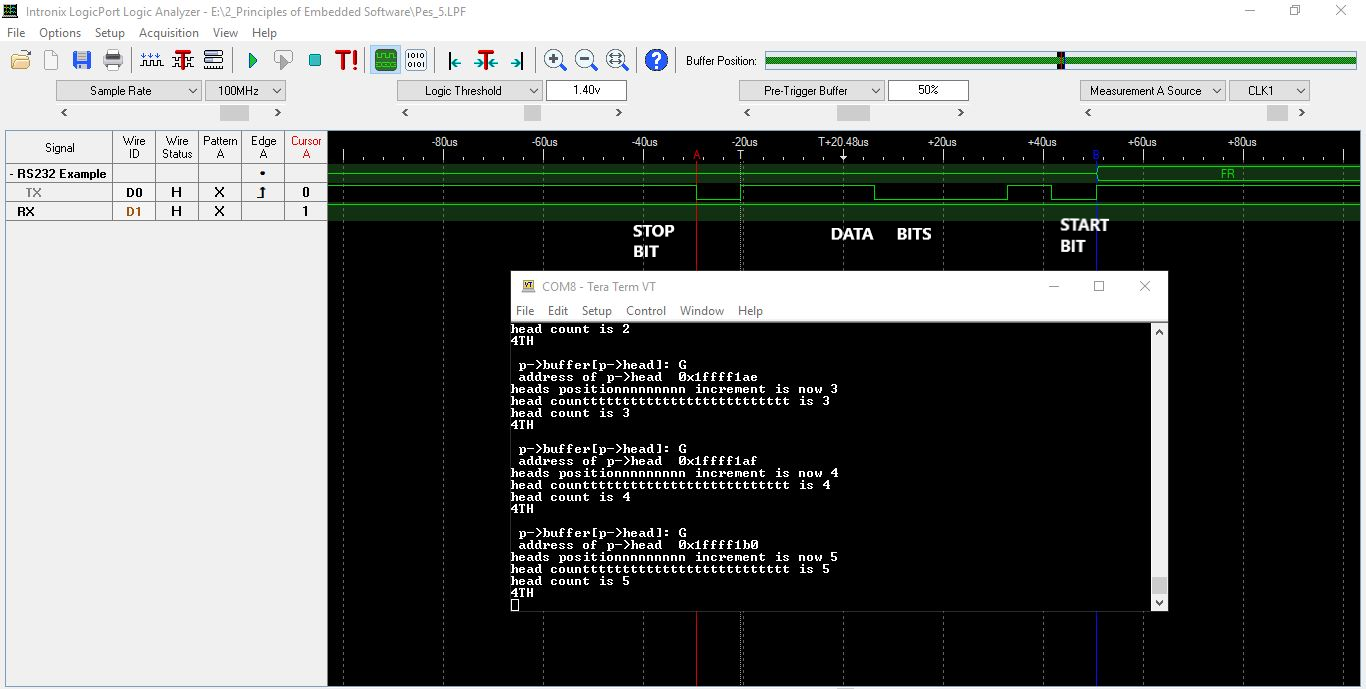 Intronix LogicPort Logic Analyzer - E:\2_Principles of Embedded Software\Pes_5.LPF
File Options Setup Acquisition View Help
Buffer Position:
Sample Rate 100MHz Logic Threshold 1.40v Pre-Trigger Buffer 50% Measurement A Source CLK1
Signal Wire ID Wire Status Pattern A Edge A Cursor A
-80us -60us -40us -20us T+20.48us +20us +40us +60us +80us
A T B
- RS232 Example FR
TX D0 H X 0
RX D1 H X 1
STOP BIT
DATA BITS
START BIT
COM8 - Tera Term VT
File Edit Setup Control Window Help
head count is 2
4TH
p->buffer[p->head]: G
address of p->head 0x1ffff1ae
heads positionnnnnnnnn increment is now 3
head countttttttttttttttttttttttttt is 3
head count is 3
4TH
p->buffer[p->head]: G
address of p->head 0x1ffff1af
heads positionnnnnnnnn increment is now 4
head countttttttttttttttttttttttttt is 4
head count is 4
4TH
p->buffer[p->head]: G
address of p->head 0x1ffff1b0
heads positionnnnnnnnn increment is now 5
head countttttttttttttttttttttttttt is 5
head count is 5
4TH